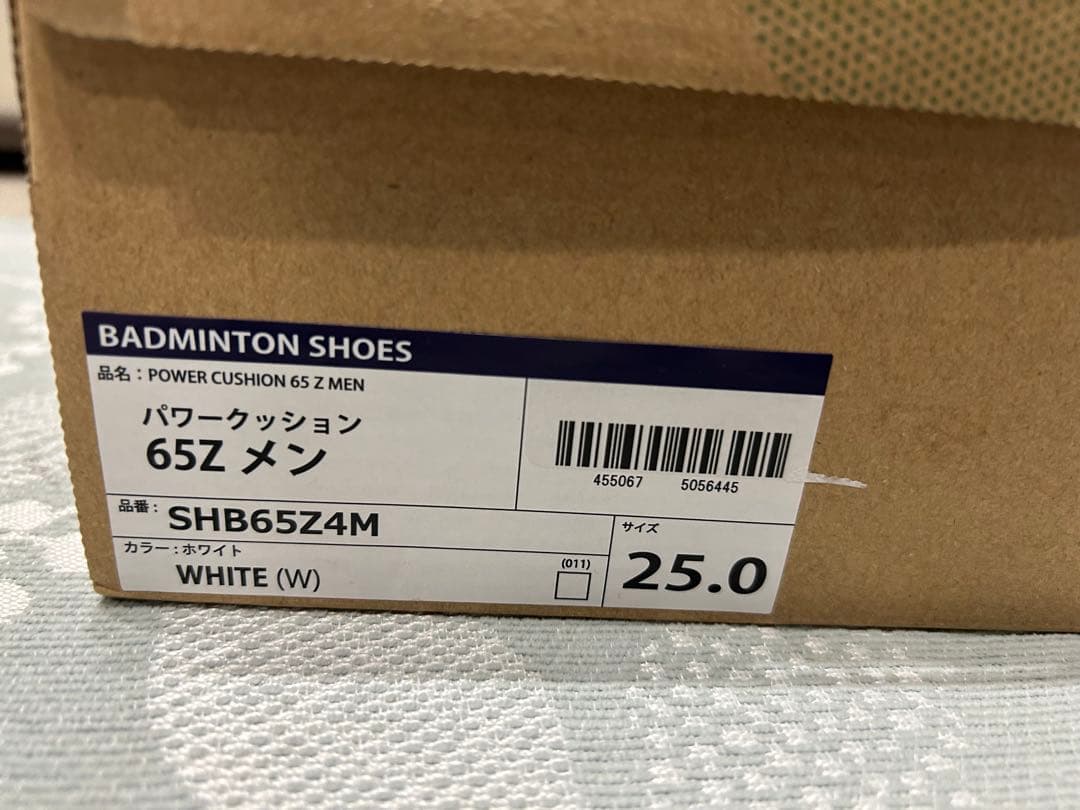 BADMINTON SHOES
品名：POWER CUSHION 65 Z MEN
パワークッション
65Z メン
455067 5056445
品番：SHB65Z4M
カラー：ホワイト
WHITE (W)
(011)
サイズ
25.0